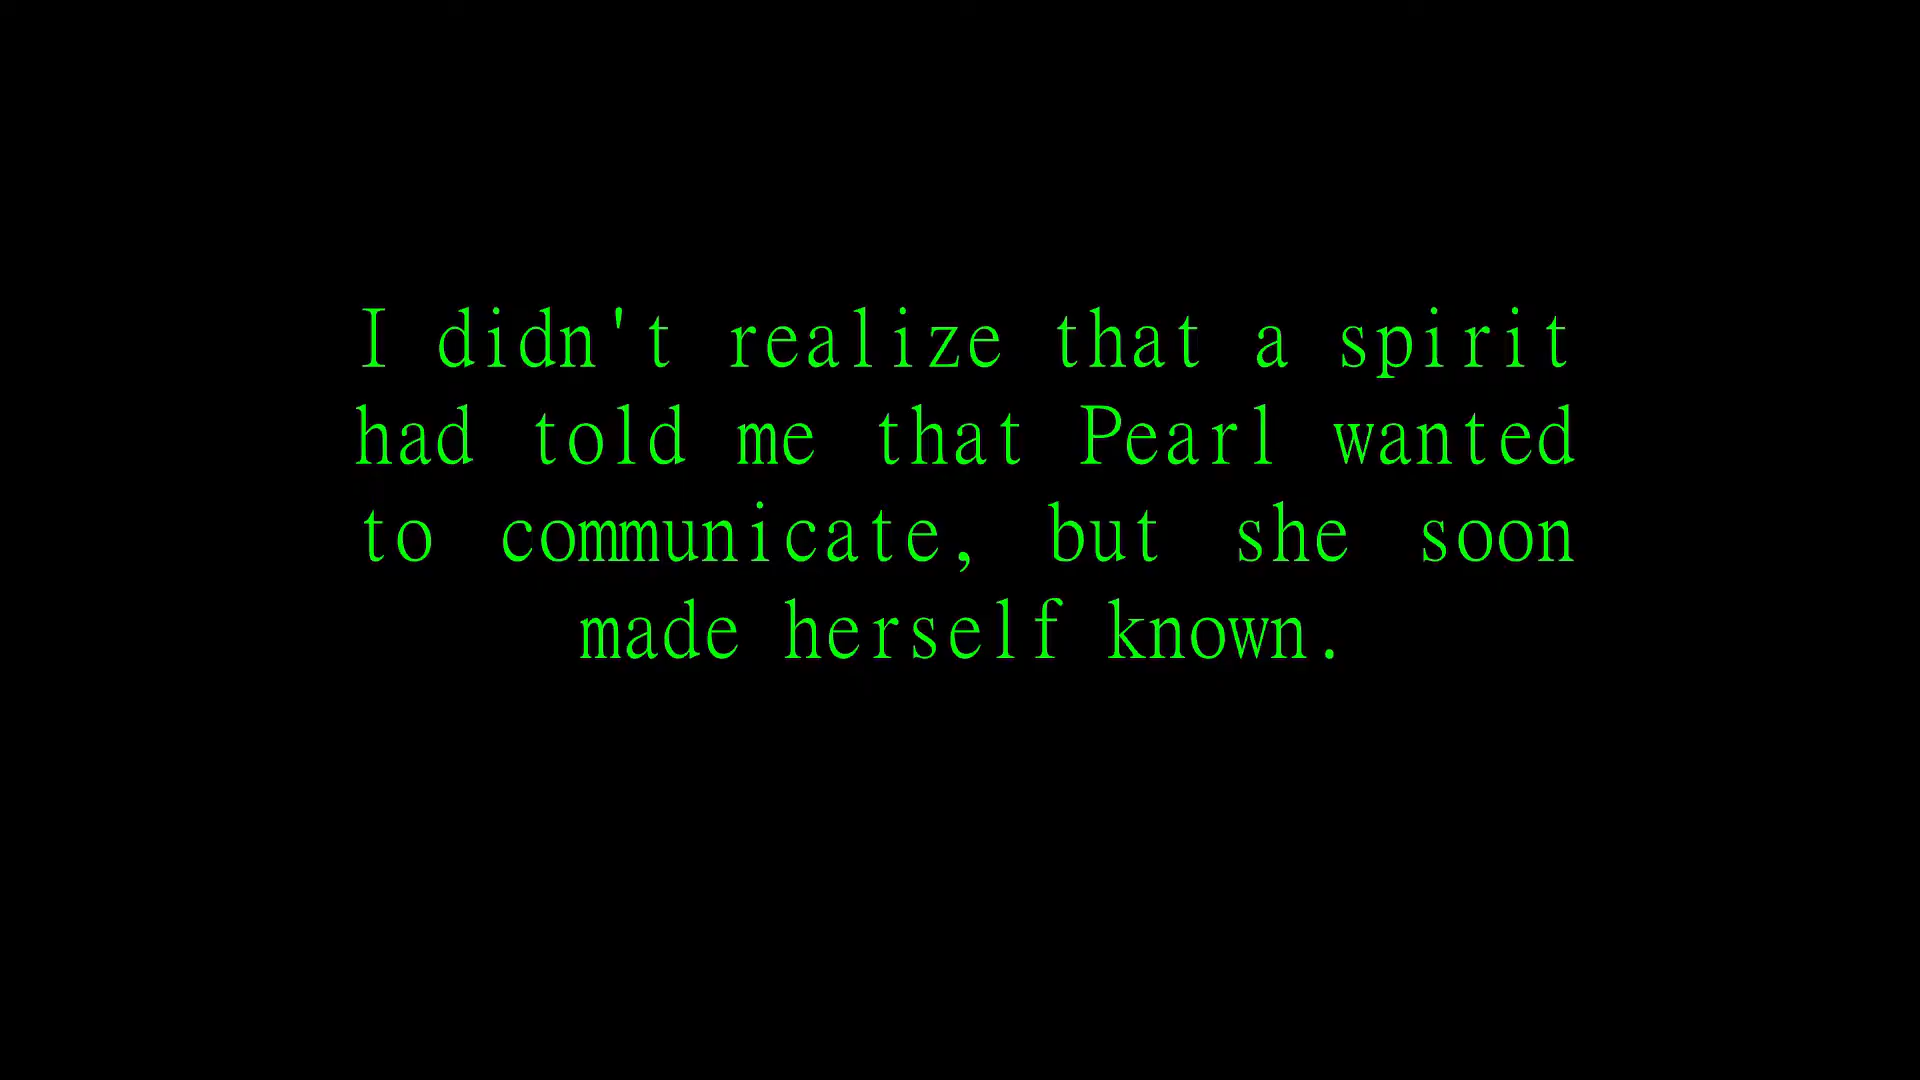 I didn't realize that a spirit
had told me that Pearl wanted
to communicate, but she soon
made herself known.